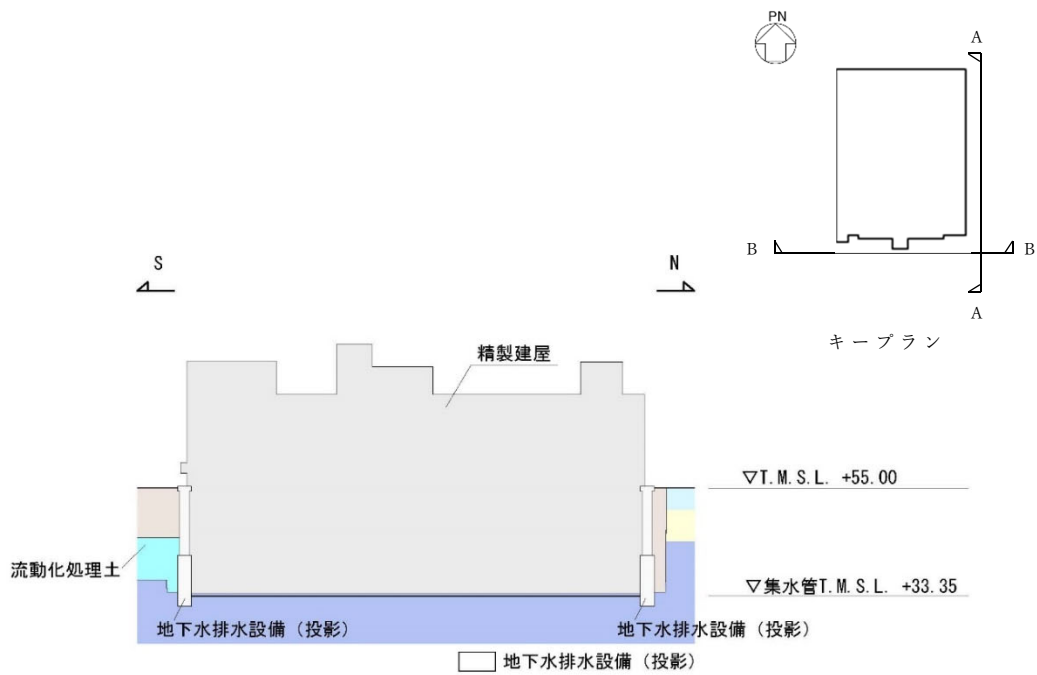 PN
A
B
B
A
キープラン
S
N
精製建屋
▽T.M.S.L. +55.00
流動化処理土
▽集水管T.M.S.L. +33.35
地下水排水設備（投影）
地下水排水設備（投影）
地下水排水設備（投影）